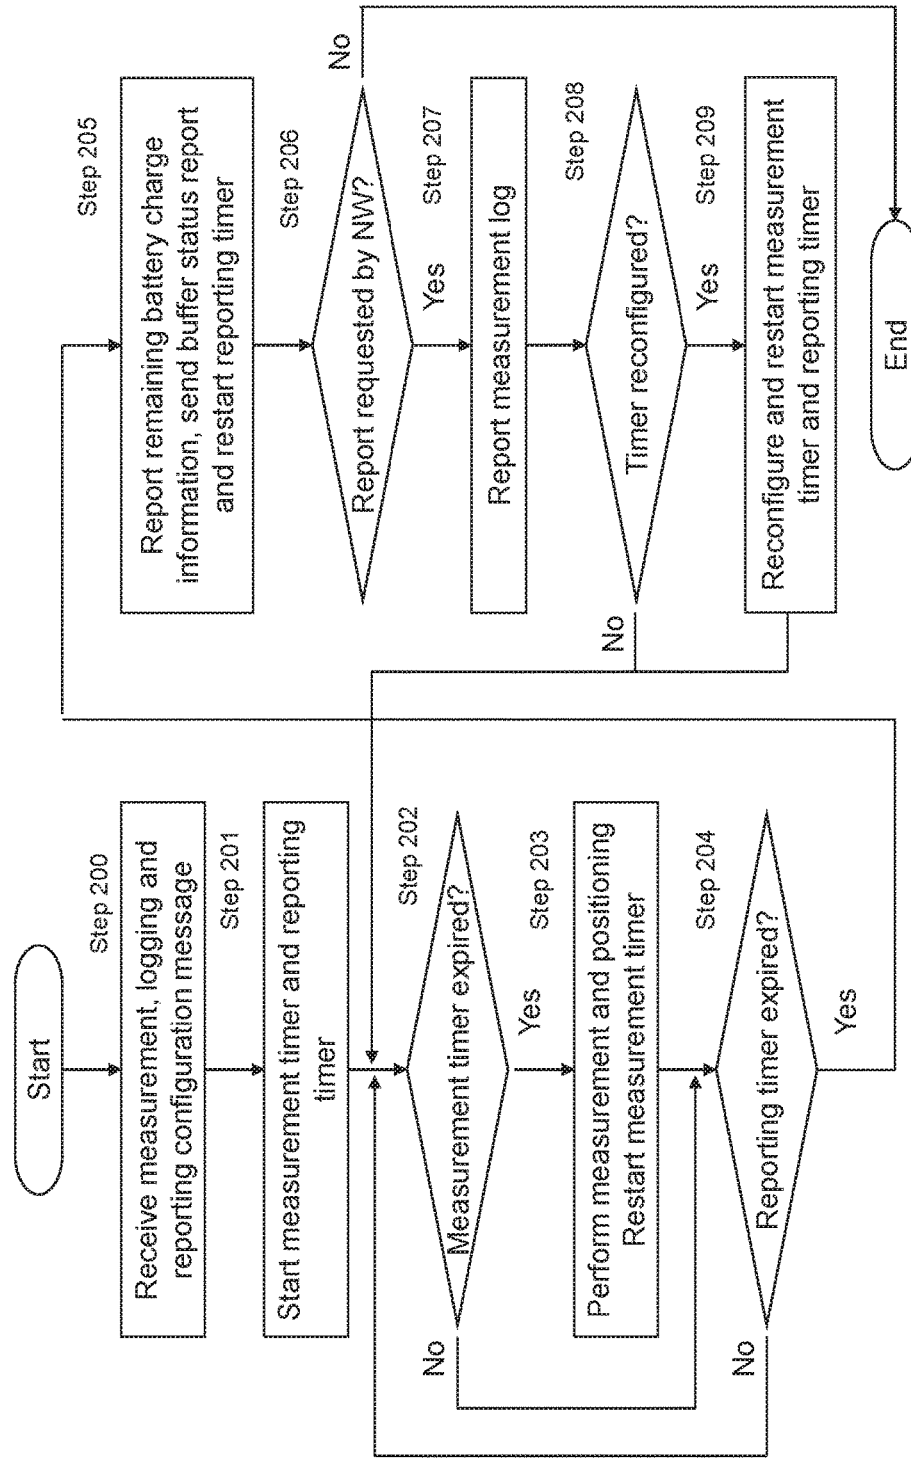 Start
Step 200
Receive measurement, logging and
reporting configuration message
Step 201
Start measurement timer and reporting
timer
Step 202
Measurement timer expired?
No
Yes
Step 203
Perform measurement and positioning
Restart measurement timer
Step 204
Reporting timer expired?
No
Yes
Step 205
Report remaining battery charge
information, send buffer status report
and restart reporting timer
Step 206
Report requested by NW?
No
Yes
Step 207
Report measurement log
Step 208
Timer reconfigured?
No
Yes
Step 209
Reconfigure and restart measurement
timer and reporting timer
End